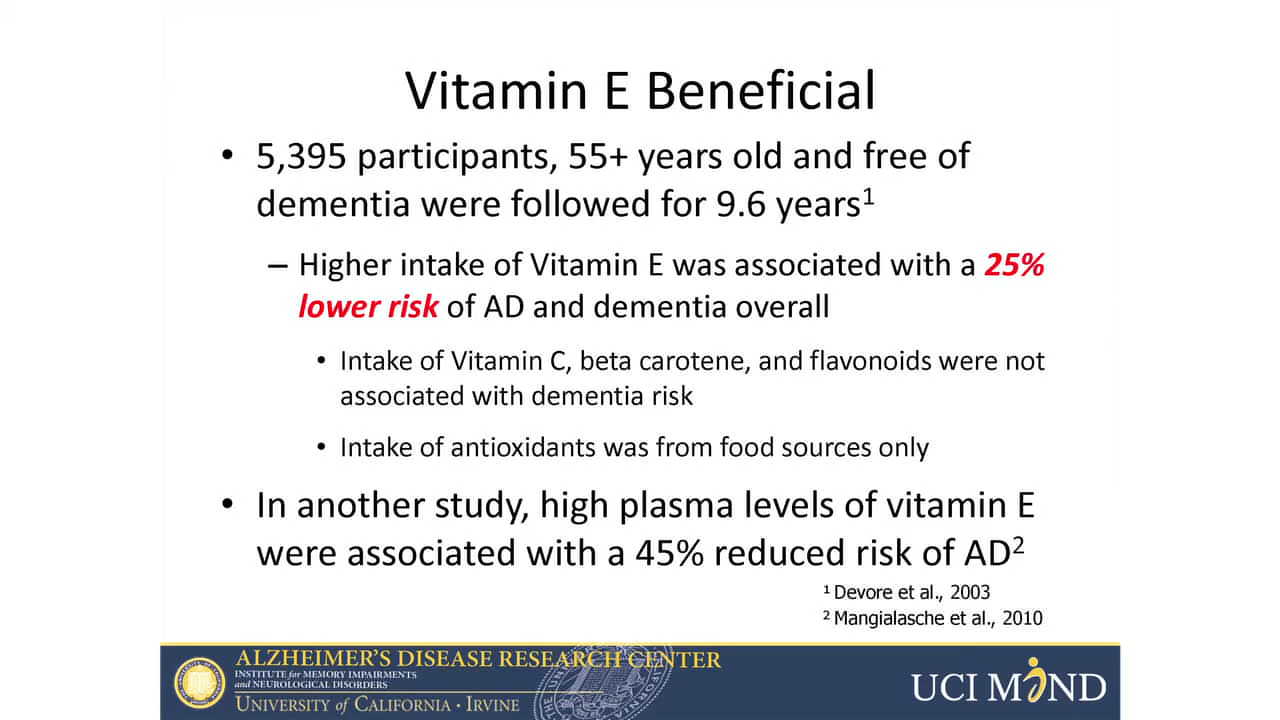 Vitamin E Beneficial
• 5,395 participants, 55+ years old and free of
dementia were followed for 9.6 years¹
– Higher intake of Vitamin E was associated with a 25%
lower risk of AD and dementia overall
• Intake of Vitamin C, beta carotene, and flavonoids were not
associated with dementia risk
• Intake of antioxidants was from food sources only
• In another study, high plasma levels of vitamin E
were associated with a 45% reduced risk of AD²
¹ Devore et al., 2003
² Mangialasche et al., 2010
ALZHEIMER'S DISEASE RESEARCH CENTER
INSTITUTE for MEMORY IMPAIRMENTS
and NEUROLOGICAL DISORDERS
UNIVERSITY of CALIFORNIA · IRVINE
UCI MIND